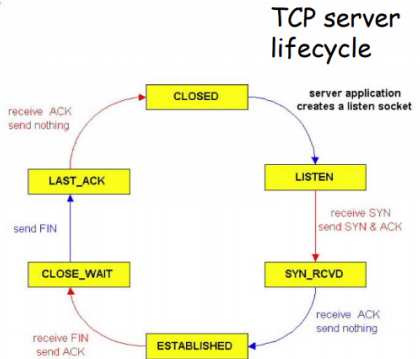 TCP server
lifecycle
CLOSED
server application
creates a listen socket
receive ACK
send nothing
LAST_ACK
LISTEN
receive SYN
send SYN & ACK
send FIN
CLOSE_WAIT
SYN_RCVD
receive ACK
send nothing
receive FIN
send ACK
ESTABLISHED